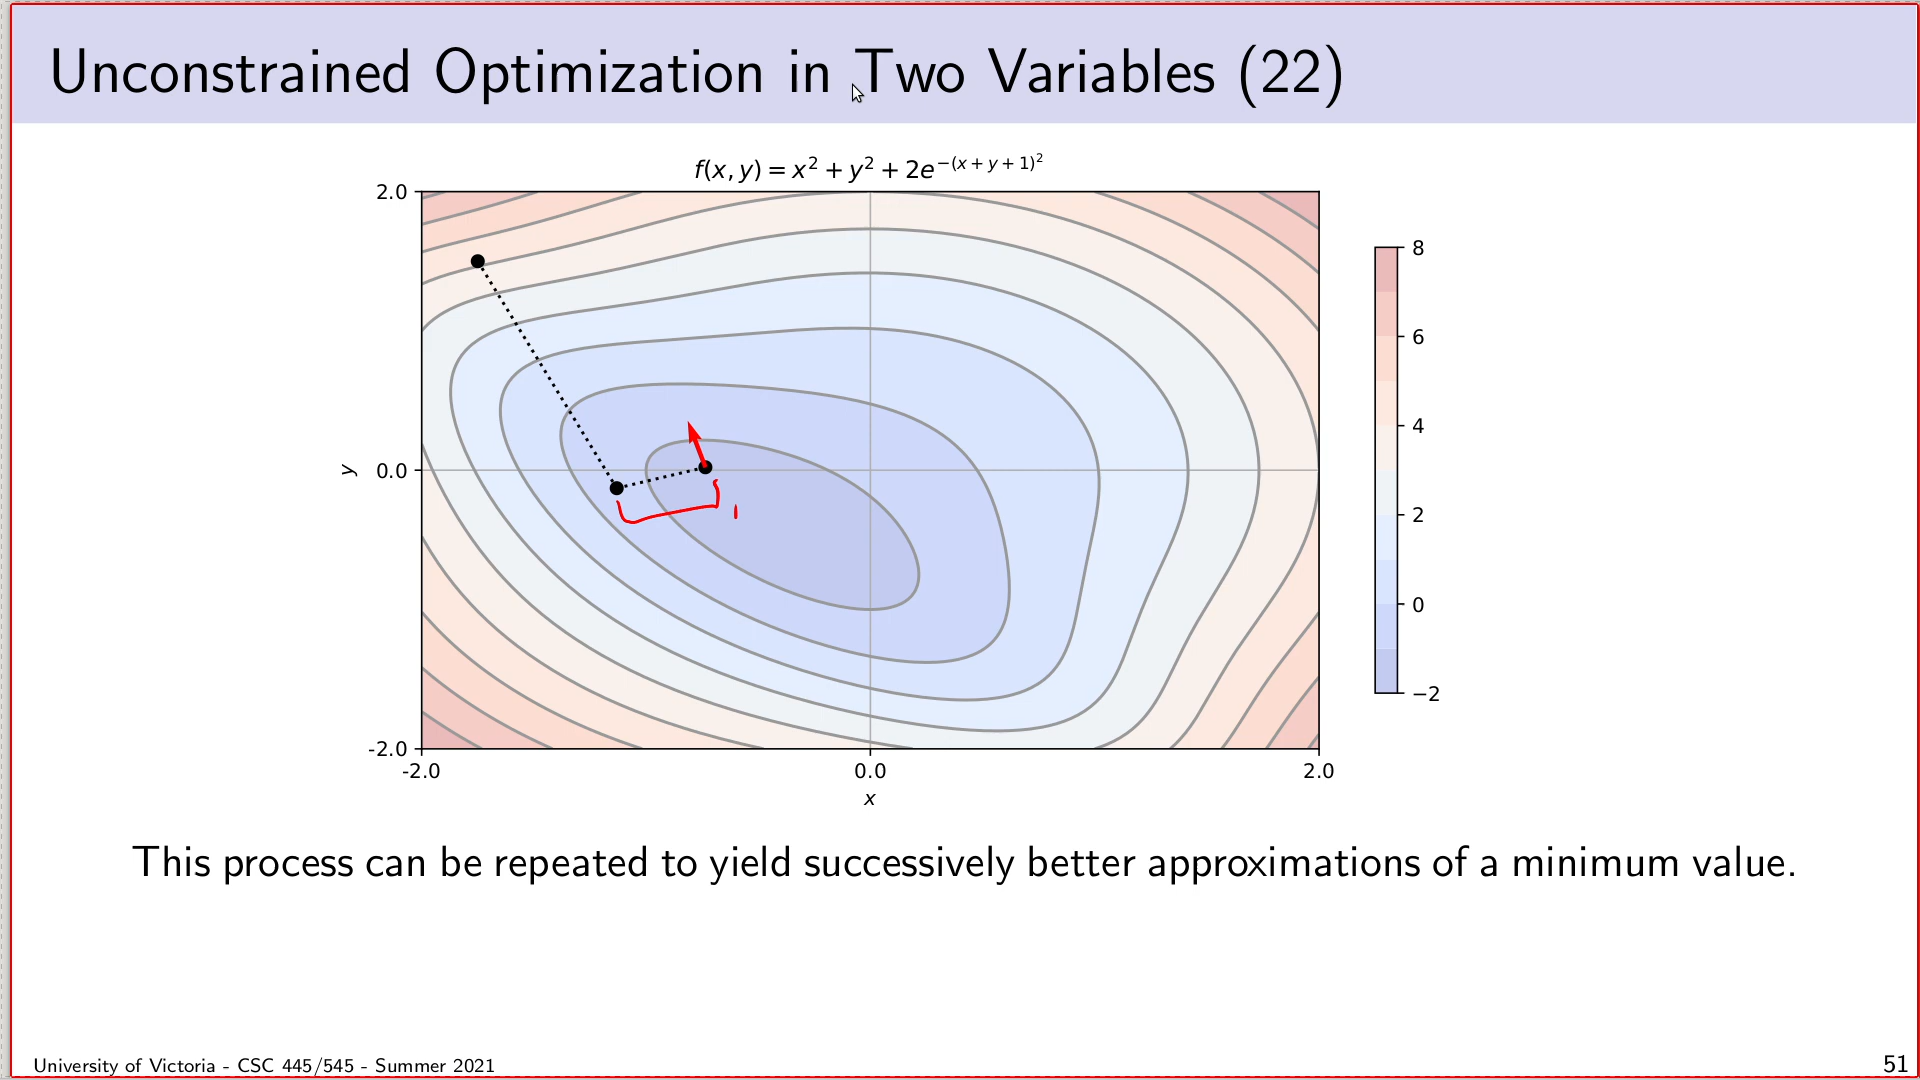 Unconstrained Optimization in Two Variables (22)
f(x, y) = x² + y² + 2e^{−(x + y + 1)²}
2.0
0.0
-2.0
y
-2.0
0.0
2.0
x
8
6
4
2
0
−2
This process can be repeated to yield successively better approximations of a minimum value.
University of Victoria - CSC 445/545 - Summer 2021
51